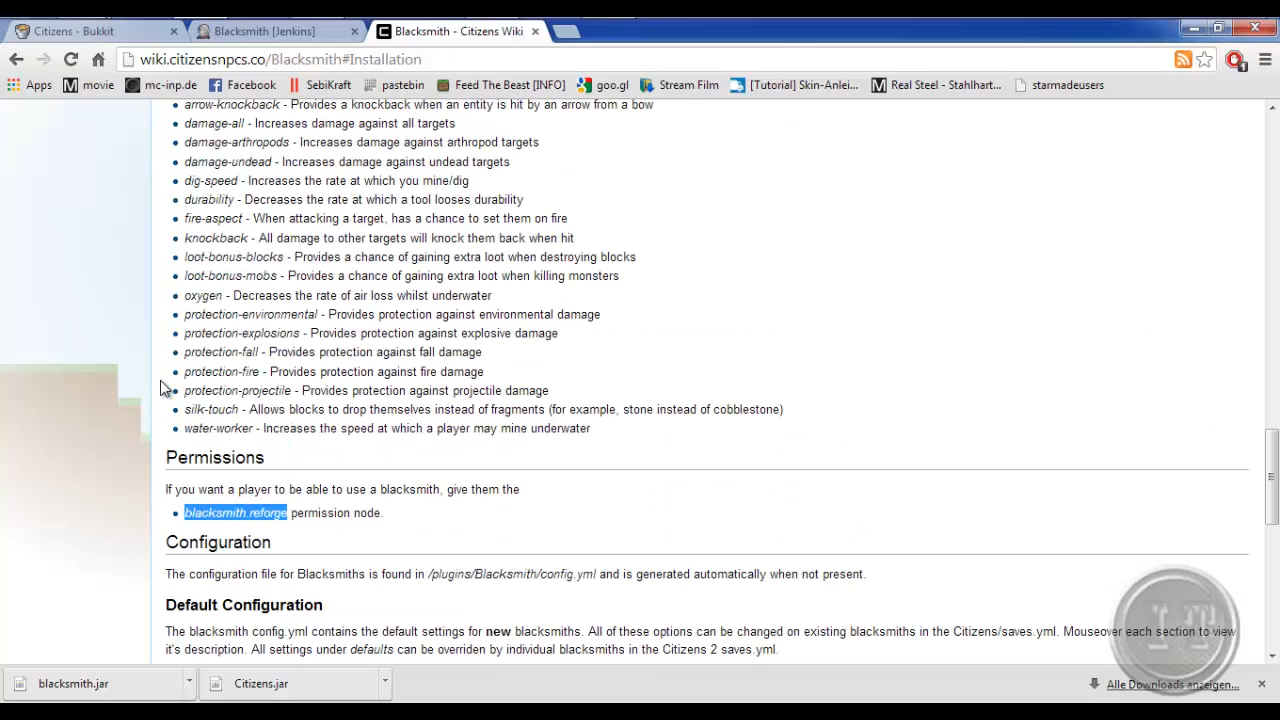 Citizens - Bukkit
Blacksmith [Jenkins]
Blacksmith - Citizens Wiki
wiki.citizensnpcs.co/Blacksmith#Installation
Apps
movie
mc-inp.de
Facebook
SebiKraft
pastebin
Feed The Beast [INFO]
goo.gl
Stream Film
[Tutorial] Skin-Anlei...
Real Steel - Stahlhart...
starmadeusers
arrow-knockback - Provides a knockback when an entity is hit by an arrow from a bow
damage-all - Increases damage against all targets
damage-arthropods - Increases damage against arthropod targets
damage-undead - Increases damage against undead targets
dig-speed - Increases the rate at which you mine/dig
durability - Decreases the rate at which a tool looses durability
fire-aspect - When attacking a target, has a chance to set them on fire
knockback - All damage to other targets will knock them back when hit
loot-bonus-blocks - Provides a chance of gaining extra loot when destroying blocks
loot-bonus-mobs - Provides a chance of gaining extra loot when killing monsters
oxygen - Decreases the rate of air loss whilst underwater
protection-environmental - Provides protection against environmental damage
protection-explosions - Provides protection against explosive damage
protection-fall - Provides protection against fall damage
protection-fire - Provides protection against fire damage
protection-projectile - Provides protection against projectile damage
silk-touch - Allows blocks to drop themselves instead of fragments (for example, stone instead of cobblestone)
water-worker - Increases the speed at which a player may mine underwater
Permissions
If you want a player to be able to use a blacksmith, give them the
blacksmith.reforge permission node.
Configuration
The configuration file for Blacksmiths is found in /plugins/Blacksmith/config.yml and is generated automatically when not present.
Default Configuration
The blacksmith config.yml contains the default settings for new blacksmiths. All of these options can be changed on existing blacksmiths in the Citizens/saves.yml. Mouseover each section to view
it's description. All settings under defaults can be overriden by individual blacksmiths in the Citizens 2 saves.yml.
LT
blacksmith.jar
Citizens.jar
Alle Downloads anzeigen...